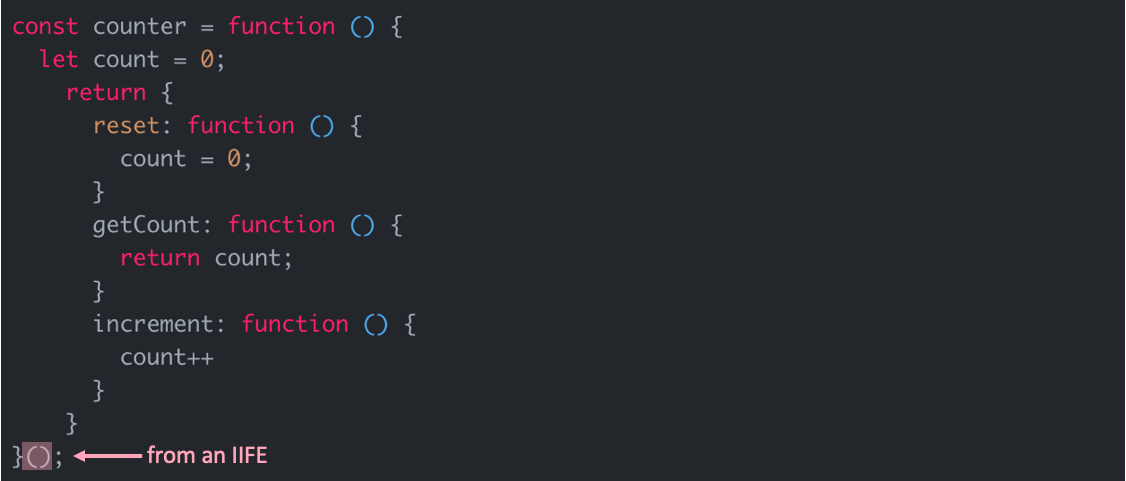 const counter = function () {
  let count = 0;
    return {
      reset: function () {
        count = 0;
      }
      getCount: function () {
        return count;
      }
      increment: function () {
        count++
      }
    }
}(); from an IIFE